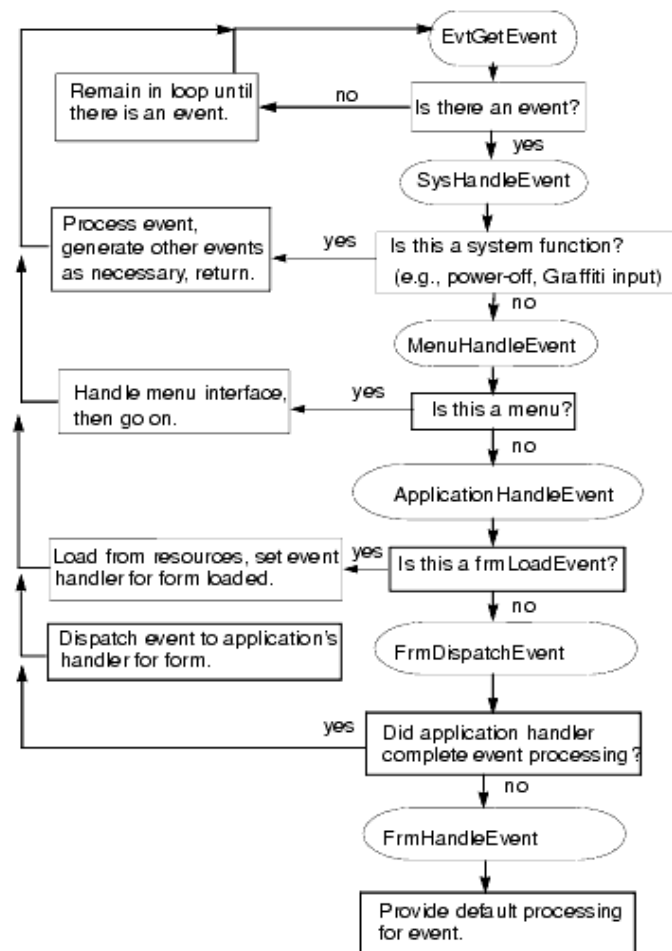 EvtGetEvent
Remain in loop until
there is an event.
no
Is there an event?
yes
SysHandleEvent
Process event,
generate other events
as necessary, return.
yes
Is this a system function?
(e.g., power-off, Graffiti input)
no
MenuHandleEvent
Handle menu interface,
then go on.
yes
Is this a menu?
no
ApplicationHandleEvent
Load from resources, set event
handler for form loaded.
yes
Is this a frmLoadEvent?
no
Dispatch event to application's
handler for form.
FrmDispatchEvent
yes
Did application handler
complete event processing?
no
FrmHandleEvent
Provide default processing
for event.